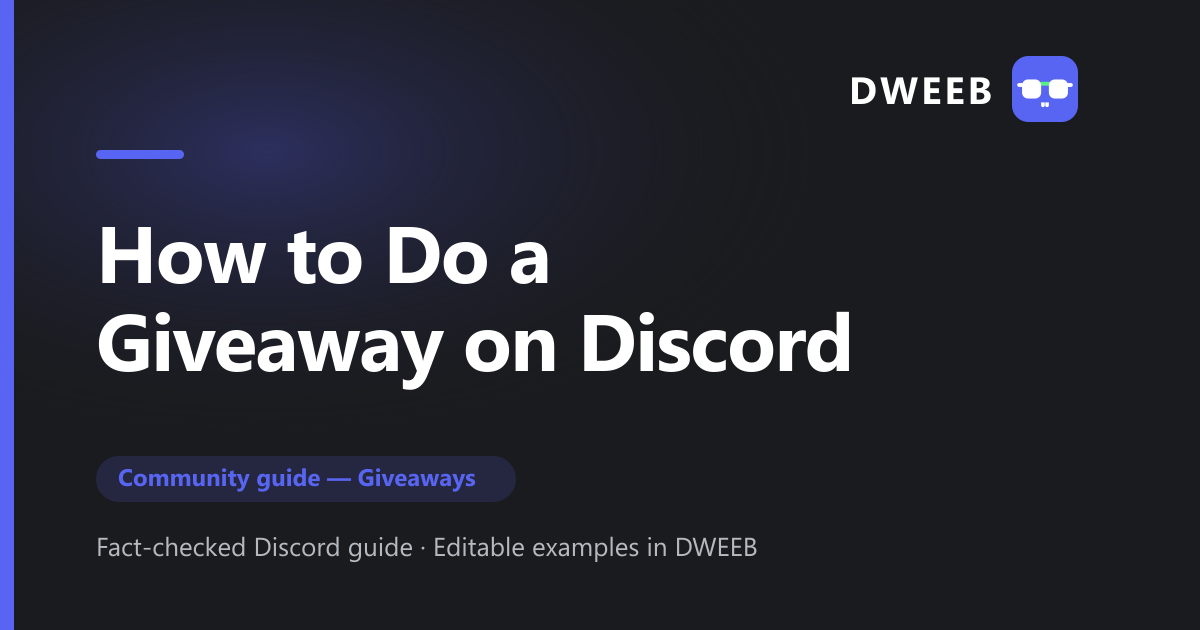 DWEEB
How to Do a
Giveaway on Discord
Community guide — Giveaways
Fact-checked Discord guide · Editable examples in DWEEB